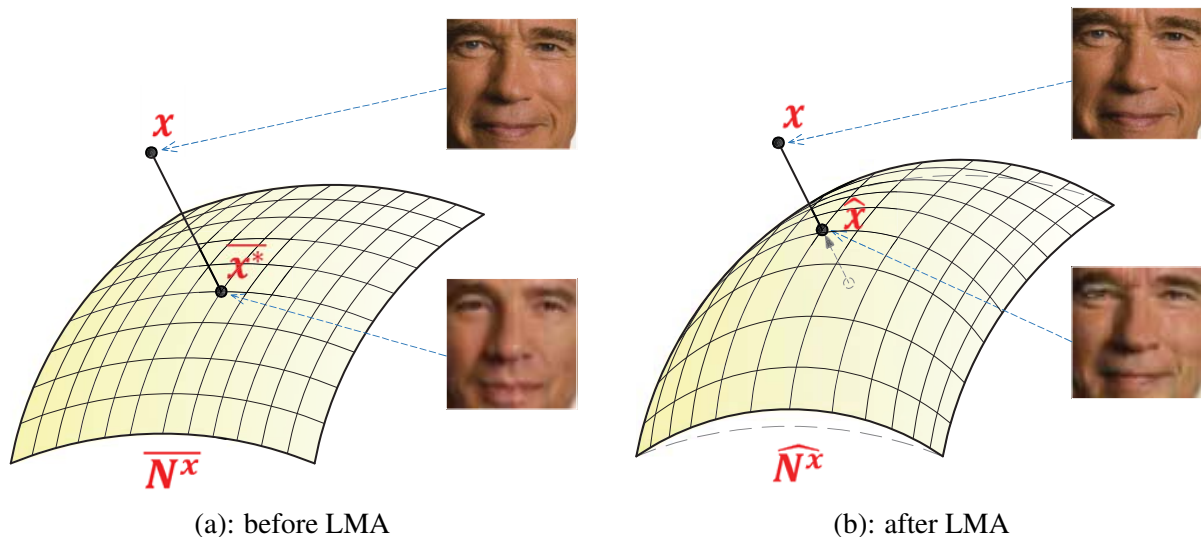 x
x
x̂
x̅*̅
N̅ˣ̅
N̂ˣ
(a): before LMA
(b): after LMA